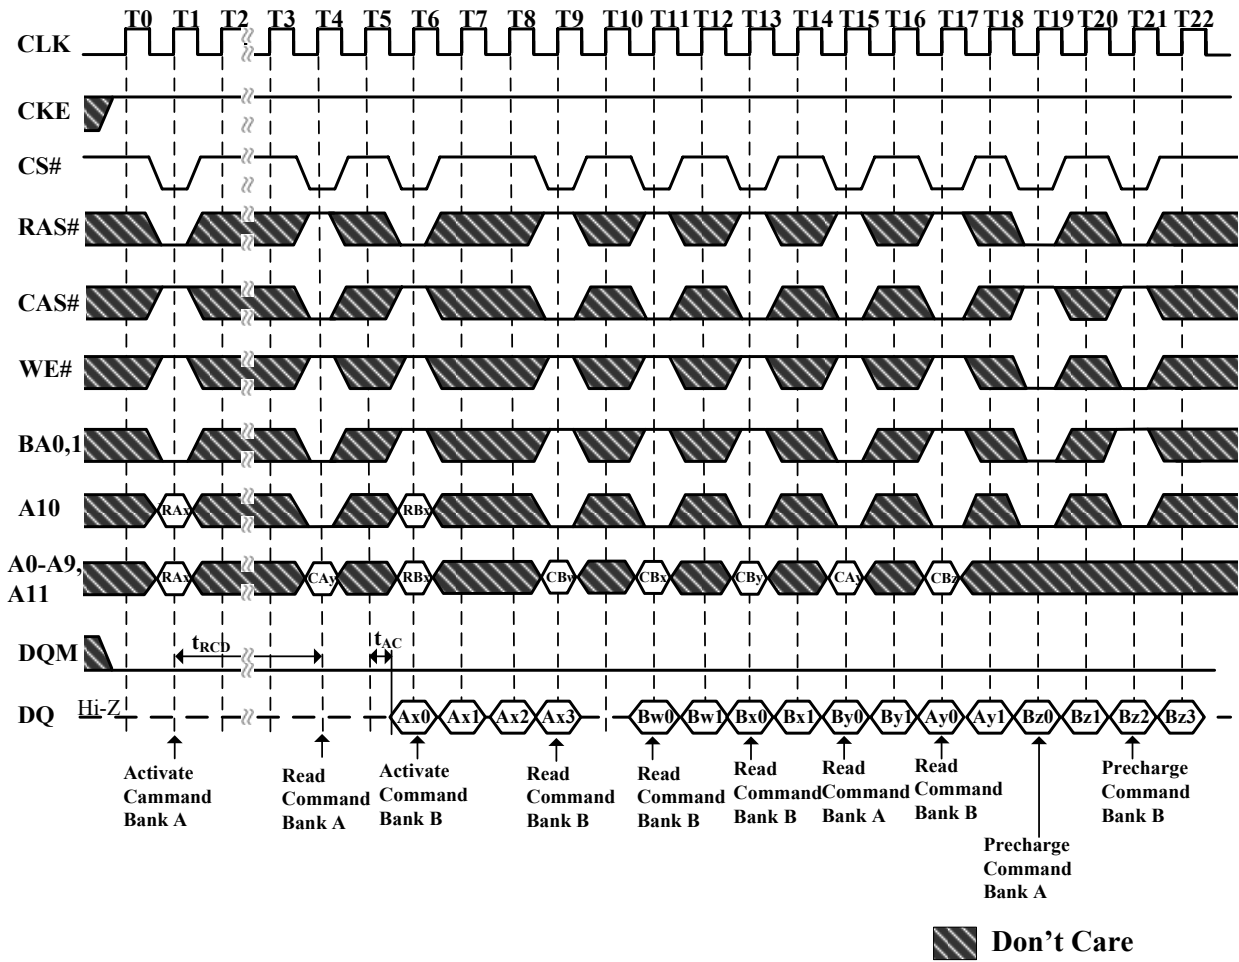 T0 T1 T2 T3 T4 T5 T6 T7 T8 T9 T10 T11 T12 T13 T14 T15 T16 T17 T18 T19 T20 T21 T22
CLK
CKE
CS#
RAS#
CAS#
WE#
BA0,1
A10 RAx RBx
A0-A9,
A11
RAx CAy RBx CBw CBx CBy CAy CBz
DQM tRCD tAC
DQ Hi-Z Ax0 Ax1 Ax2 Ax3 Bw0 Bw1 Bx0 Bx1 By0 By1 Ay0 Ay1 Bz0 Bz1 Bz2 Bz3
Activate
Cammand
Bank A
Read
Command
Bank A
Activate
Command
Bank B
Read
Command
Bank B
Read
Command
Bank B
Read
Command
Bank B
Read
Command
Bank A
Read
Command
Bank B
Precharge
Command
Bank A
Precharge
Command
Bank B
Don't Care